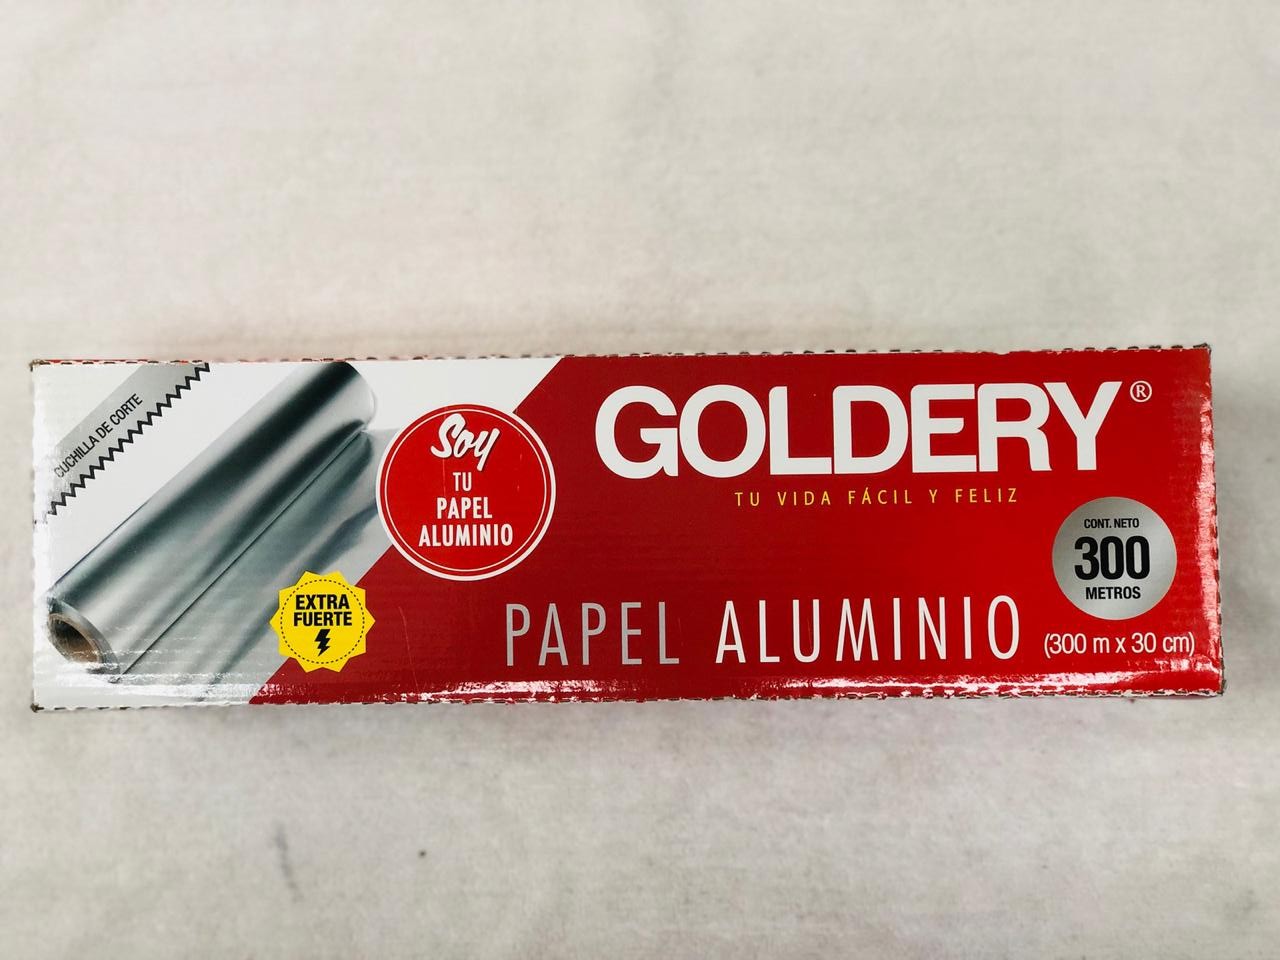 CUCHILLA DE CORTE
Soy
TU
PAPEL
ALUMINIO
EXTRA
FUERTE
GOLDERY®
TU VIDA FÁCIL Y FELIZ
CONT. NETO
300
METROS
PAPEL ALUMINIO
(300 m x 30 cm)